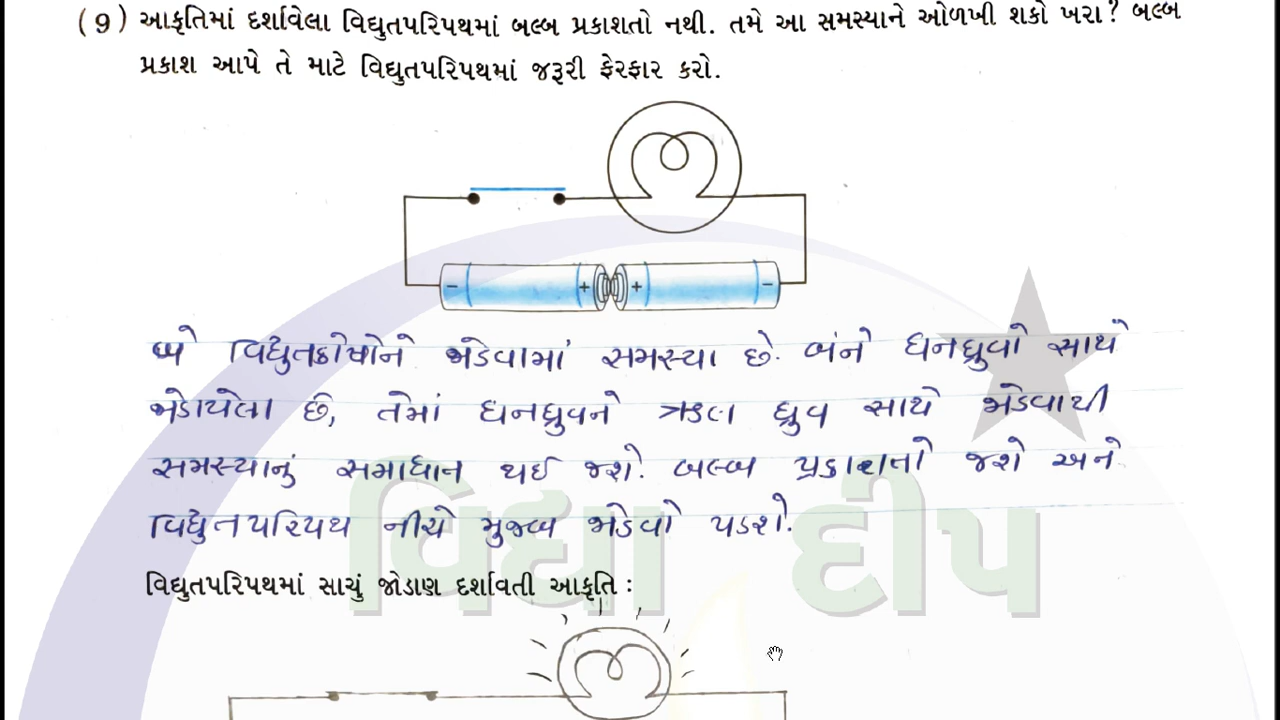 (9) આકૃતિમાં દર્શાવેલા વિદ્યુતપરિપથમાં બલ્બ પ્રકાશતો નથી. તમે આ સમસ્યાને ઓળખી શકો ખરા? બલ્બ
પ્રકાશ આપે તે માટે વિદ્યુતપરિપથમાં જરૂરી ફેરફાર કરો.
− + + −
બે વિદ્યુતકોષોને જોડવામાં સમસ્યા છે. બંને ધનધ્રુવો સાથે
જોડાયેલા છે, તેમાં ધનધ્રુવને ઋણ ધ્રુવ સાથે જોડવાથી
સમસ્યાનું સમાધાન થઈ જશે. બલ્બ પ્રકાશતો જશે અને
વિદ્યુતપરિપથ નીચે મુજબ જોડવો પડશે.
વિદ્યુતપરિપથમાં સાચું જોડાણ દર્શાવતી આકૃતિ :
વિદ્યા દીપ